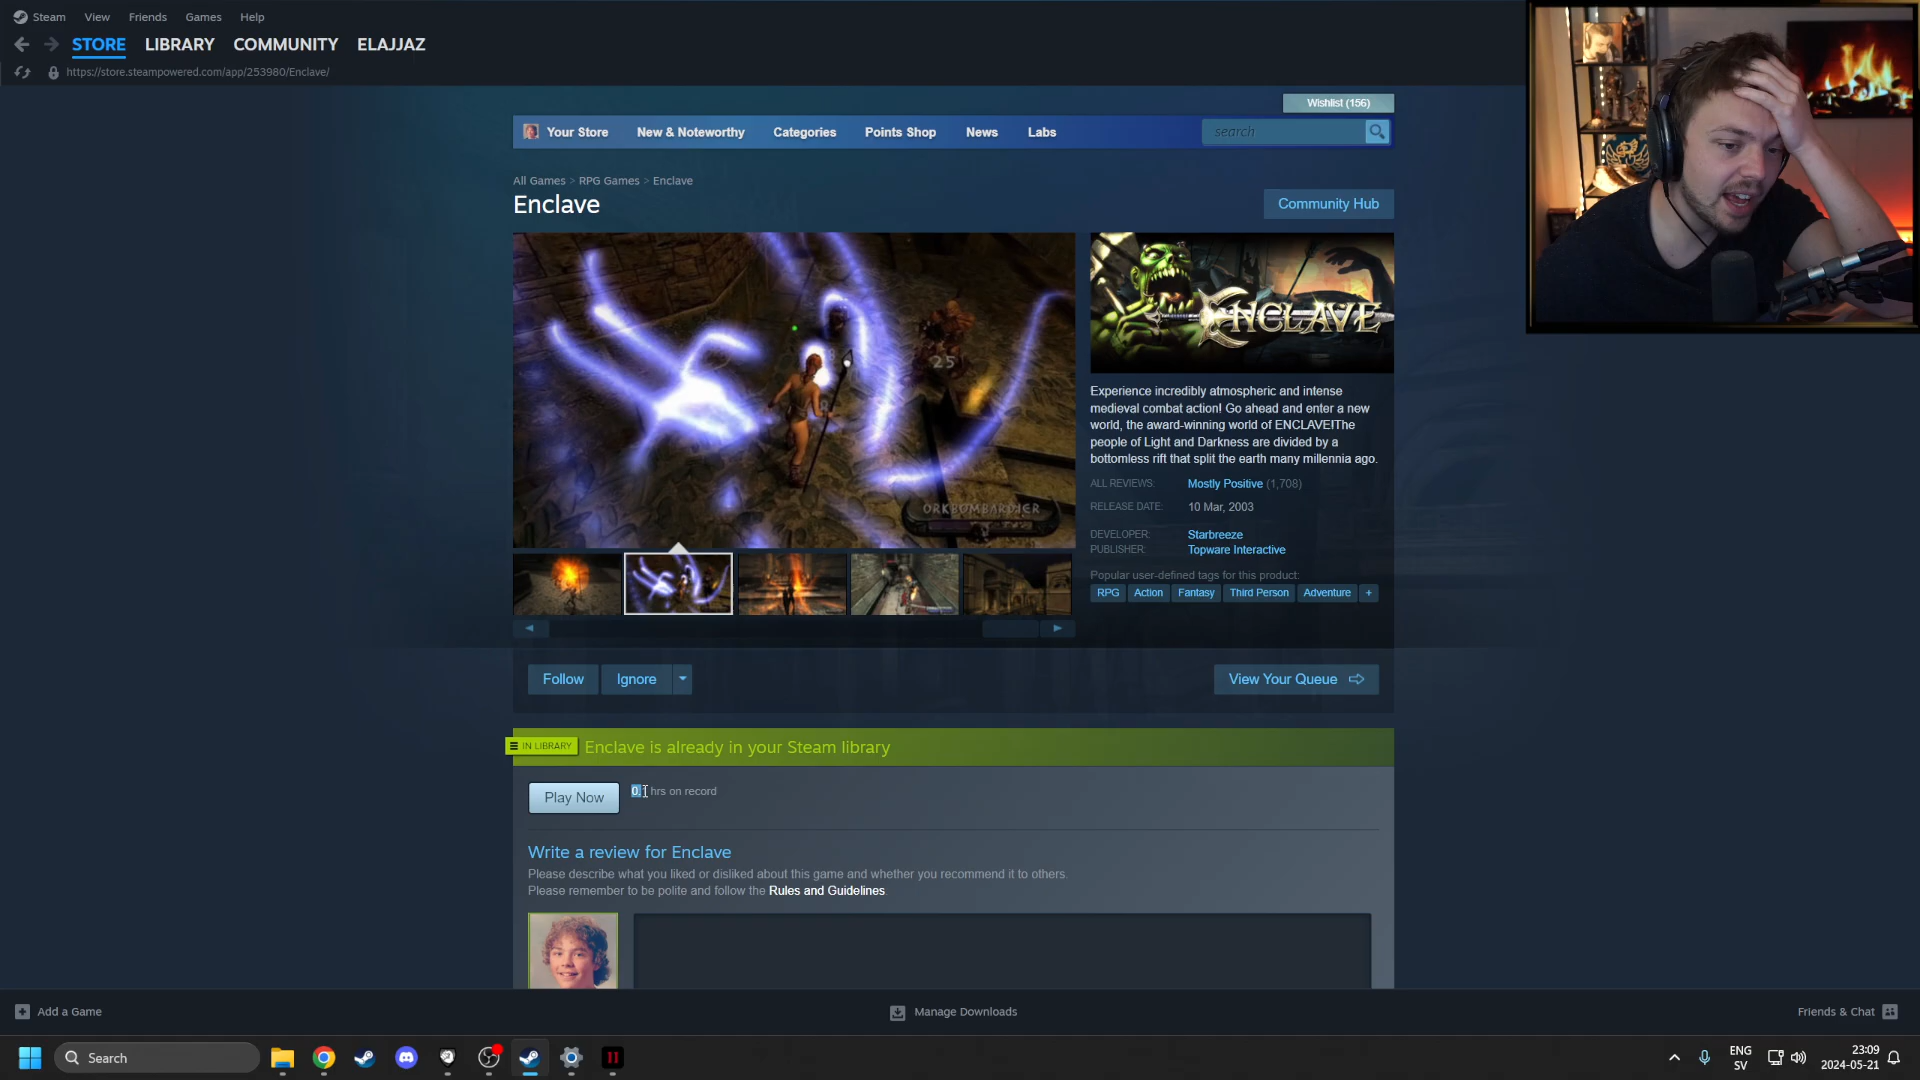 Steam View Friends Games Help
STORE LIBRARY COMMUNITY ELAJJAZ
https://store.steampowered.com/app/253980/Enclave/
Wishlist (156)
Your Store New & Noteworthy Categories Points Shop News Labs search
All Games > RPG Games > Enclave
Enclave
Community Hub
25
ORKBOMBARDIER
ENCLAVE
Experience incredibly atmospheric and intense
medieval combat action! Go ahead and enter a new
world, the award-winning world of ENCLAVE!The
people of Light and Darkness are divided by a
bottomless rift that split the earth many millennia ago.
ALL REVIEWS: Mostly Positive (1,708)
RELEASE DATE: 10 Mar, 2003
DEVELOPER: Starbreeze
PUBLISHER: Topware Interactive
Popular user-defined tags for this product:
RPG Action Fantasy Third Person Adventure +
Follow Ignore View Your Queue
IN LIBRARY Enclave is already in your Steam library
Play Now hrs on record
Write a review for Enclave
Please describe what you liked or disliked about this game and whether you recommend it to others.
Please remember to be polite and follow the Rules and Guidelines.
Add a Game Manage Downloads Friends & Chat
Search
ENG
SV
23:09
2024-05-21